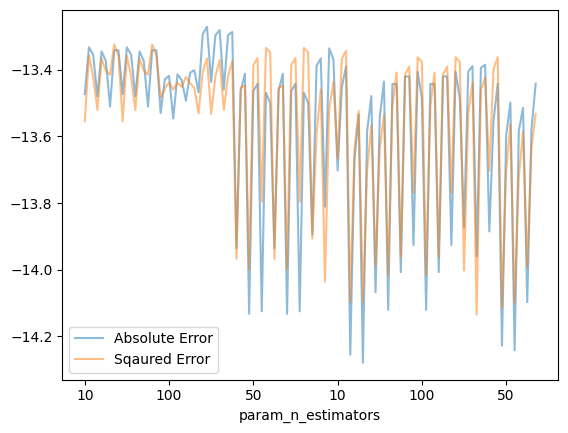 −13.4
−13.6
−13.8
−14.0
−14.2
Absolute Error
Sqaured Error
10 100 50 10 100 50
param_n_estimators